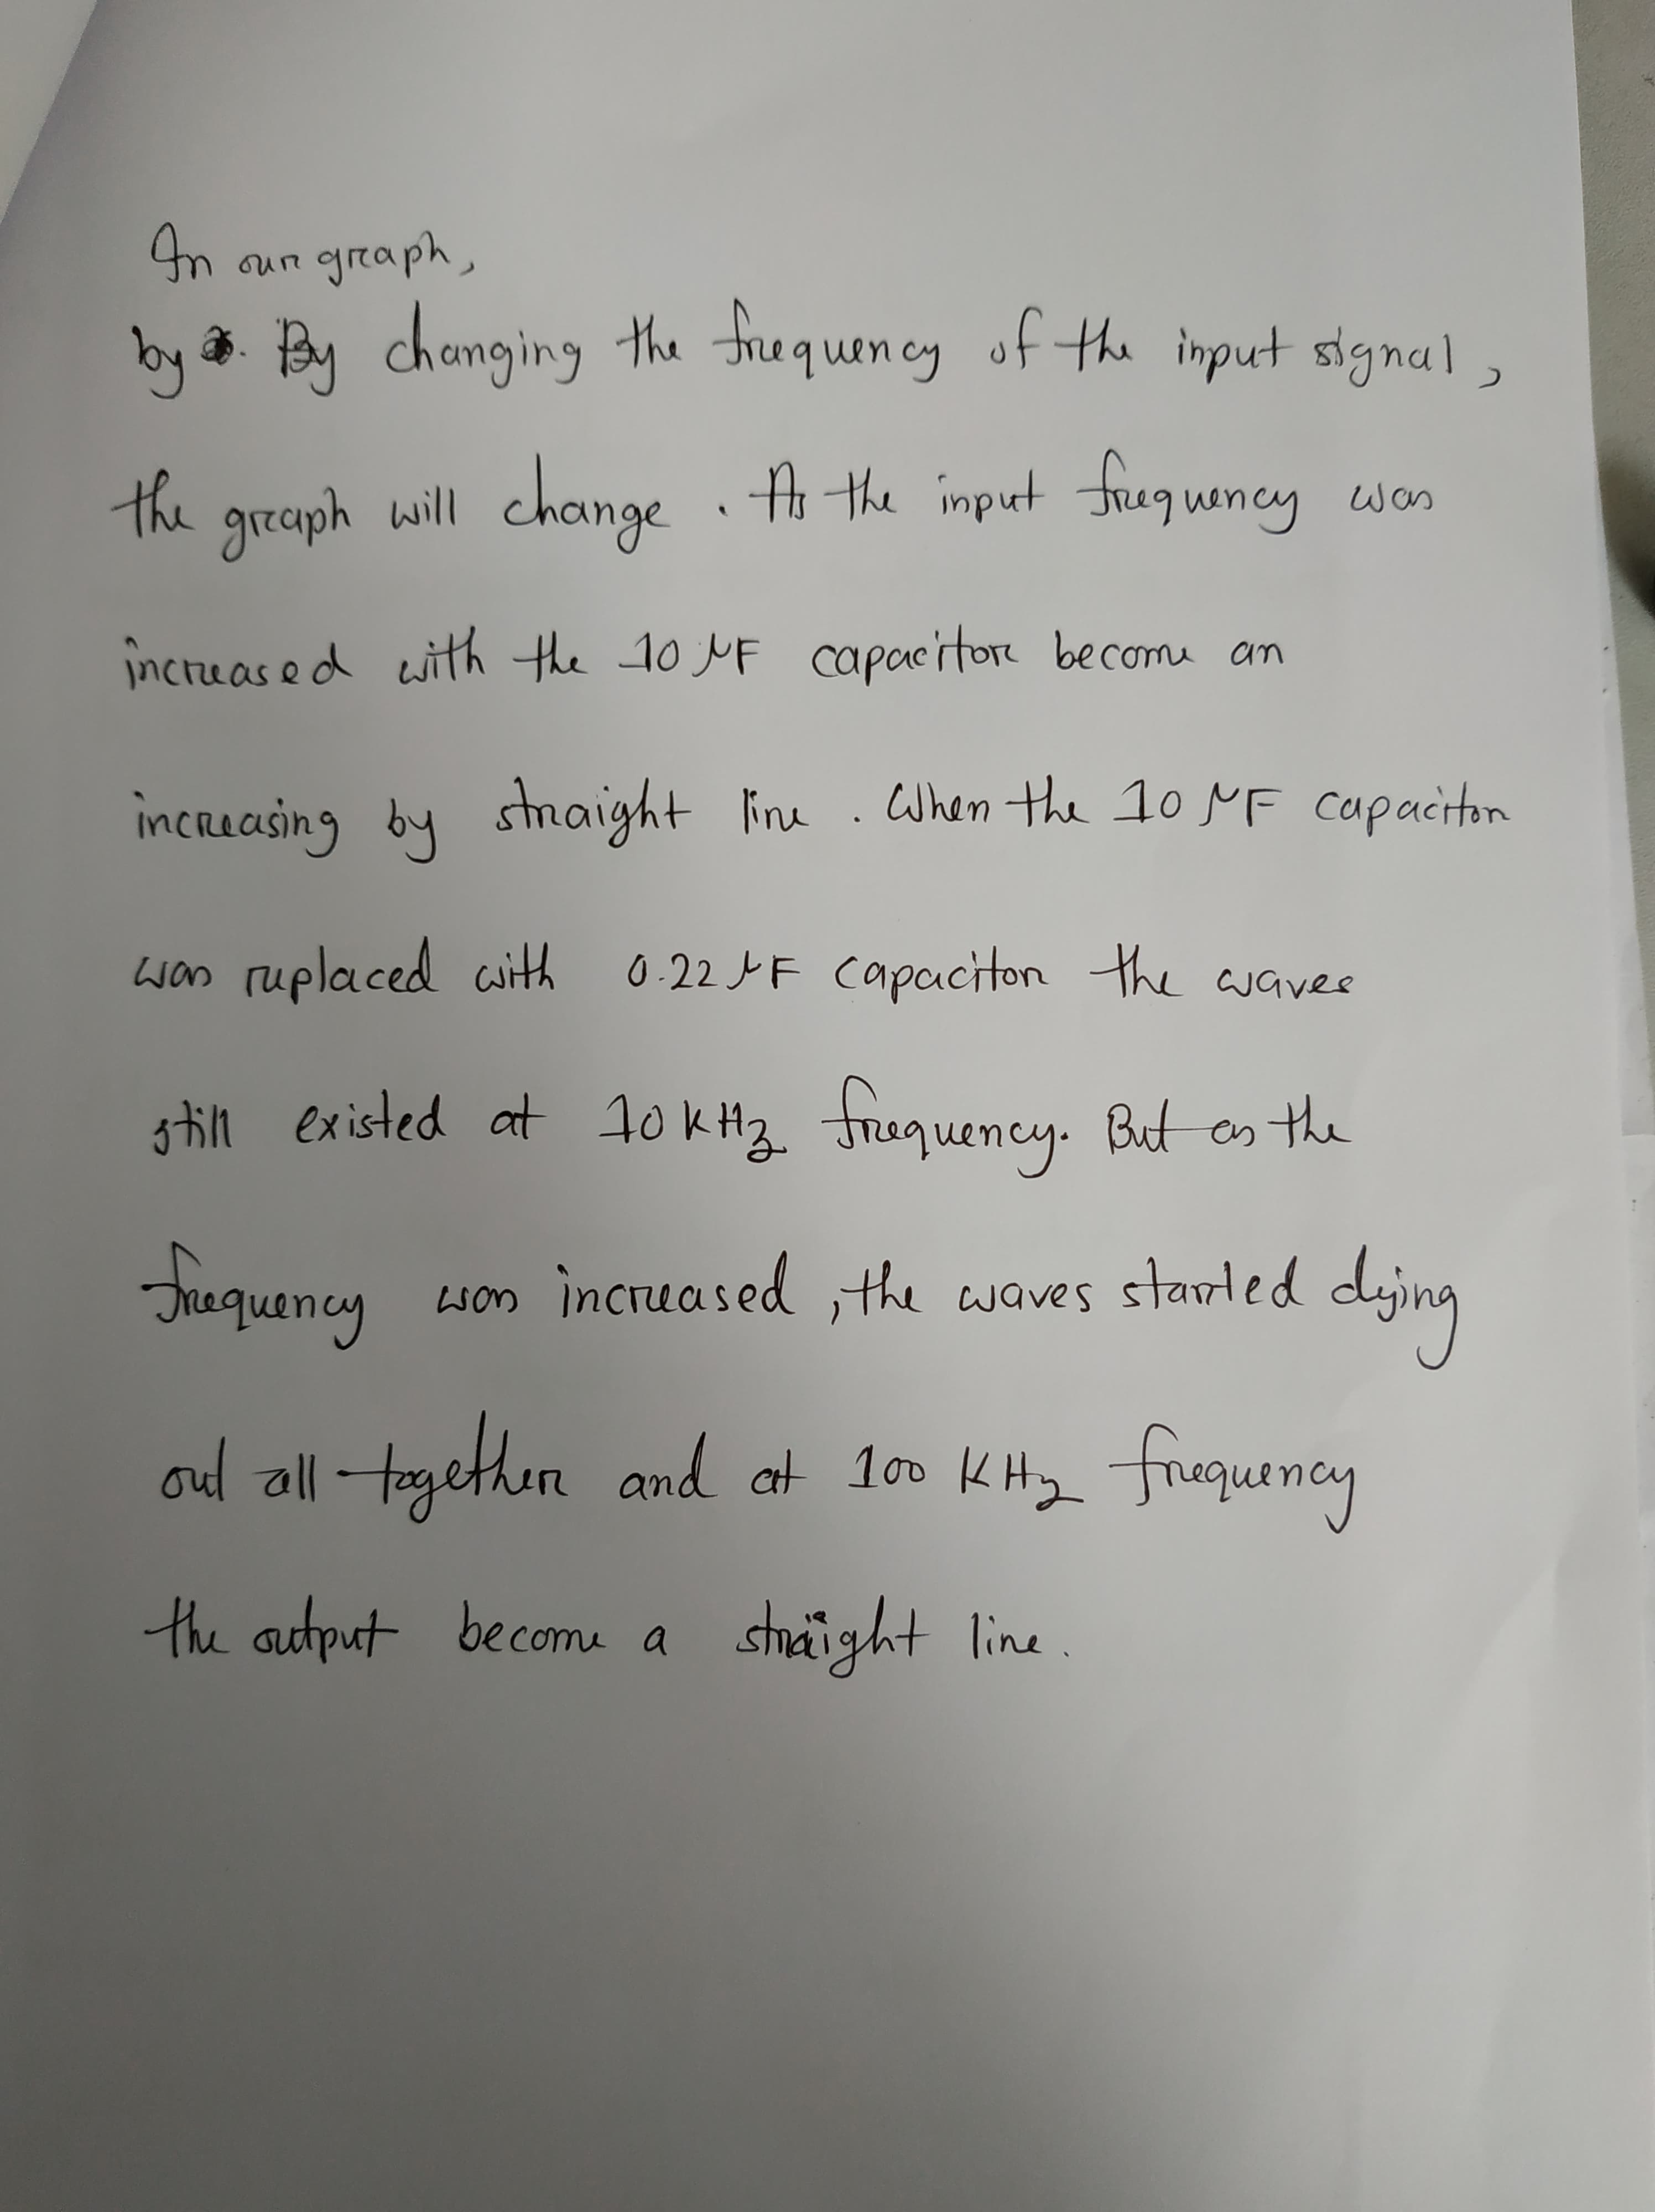 In our graph,
by . By changing the frequency of the input signal,
the graph will change. As the input frequency was
increased with the 10 μF capacitor become an
increasing by straight line. When the 10 μF capacitor
was replaced with 0.22 μF capacitor the waves
still existed at 10 kHz frequency. But as the
frequency was increased, the waves started dying
out all together and at 100 KHz frequency
the output become a straight line.